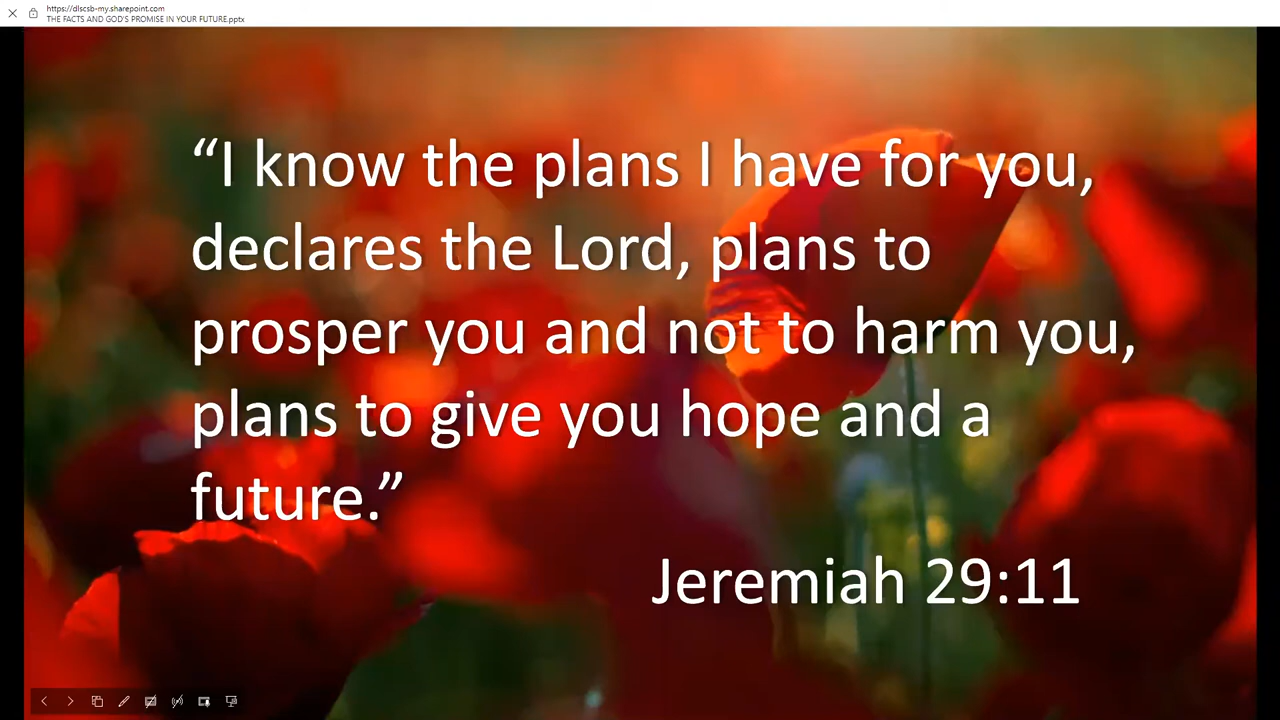 https://dlscsb-my.sharepoint.com
THE FACTS AND GOD'S PROMISE IN YOUR FUTURE.pptx
“I know the plans I have for you,
declares the Lord, plans to
prosper you and not to harm you,
plans to give you hope and a
future.”
Jeremiah 29:11